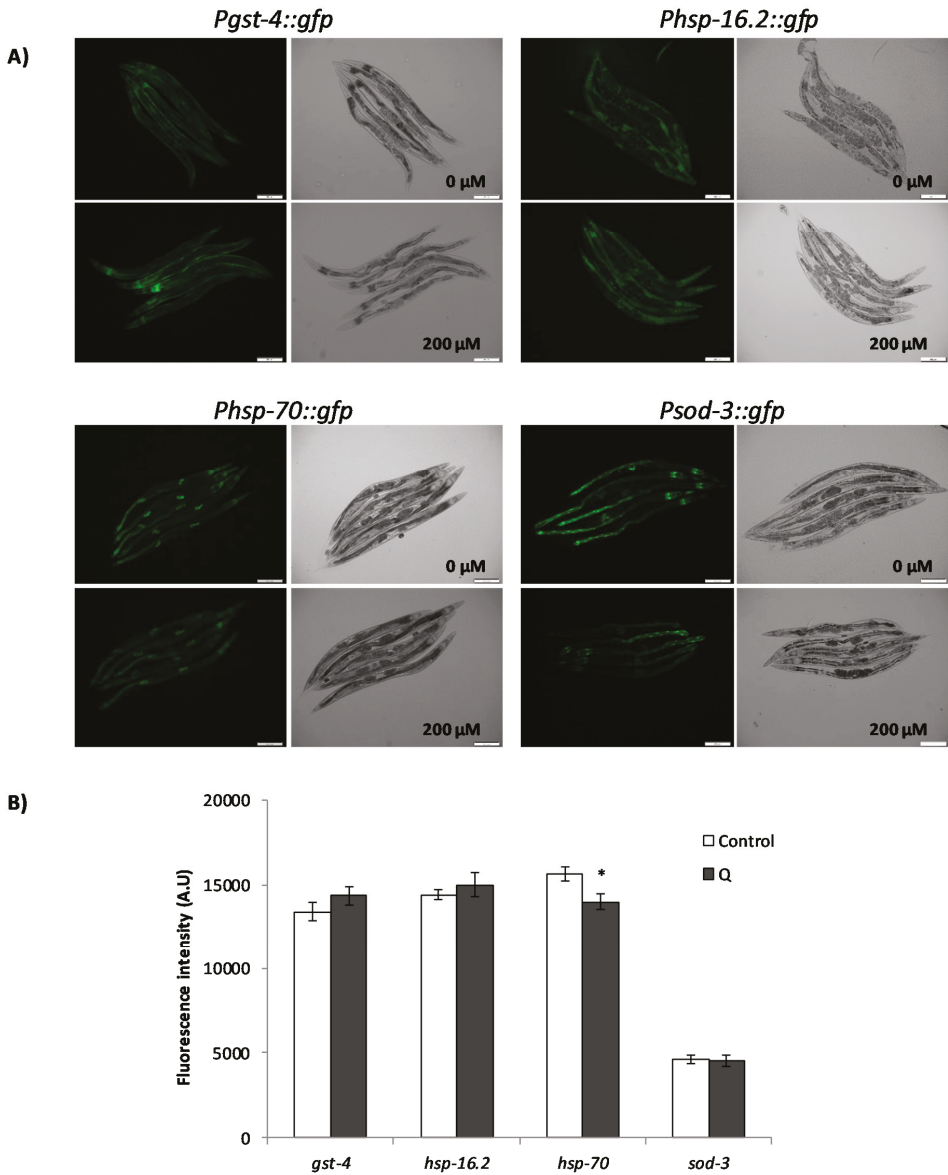 Pgst-4::gfp
Phsp-16.2::gfp
A)
0 µM
0 µM
200 µM
200 µM
Phsp-70::gfp
Psod-3::gfp
0 µM
0 µM
200 µM
200 µM
B)
Fluorescence intensity (A.U)
20000
15000
10000
5000
0
Control
Q
*
gst-4
hsp-16.2
hsp-70
sod-3